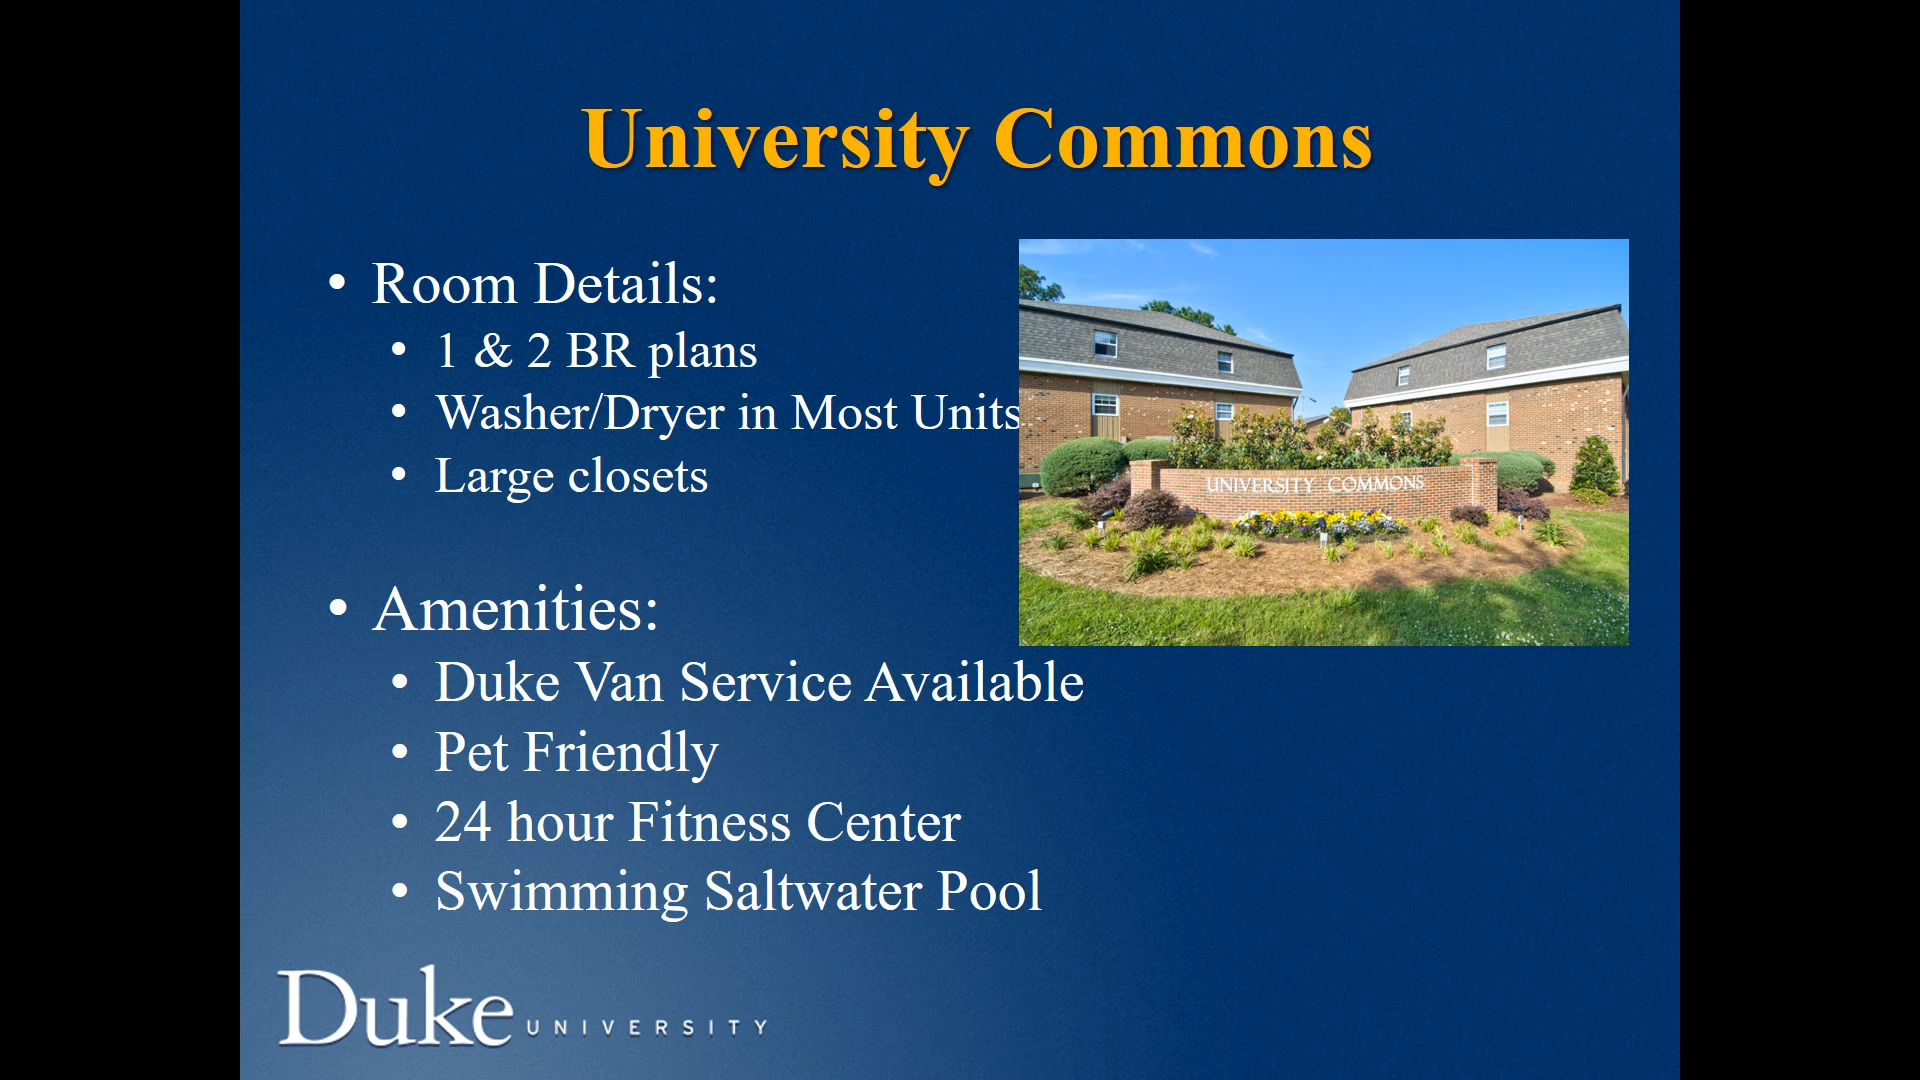 University Commons
• Room Details:
• 1 & 2 BR plans
• Washer/Dryer in Most Units
• Large closets
UNIVERSITY COMMONS
• Amenities:
• Duke Van Service Available
• Pet Friendly
• 24 hour Fitness Center
• Swimming Saltwater Pool
Duke UNIVERSITY